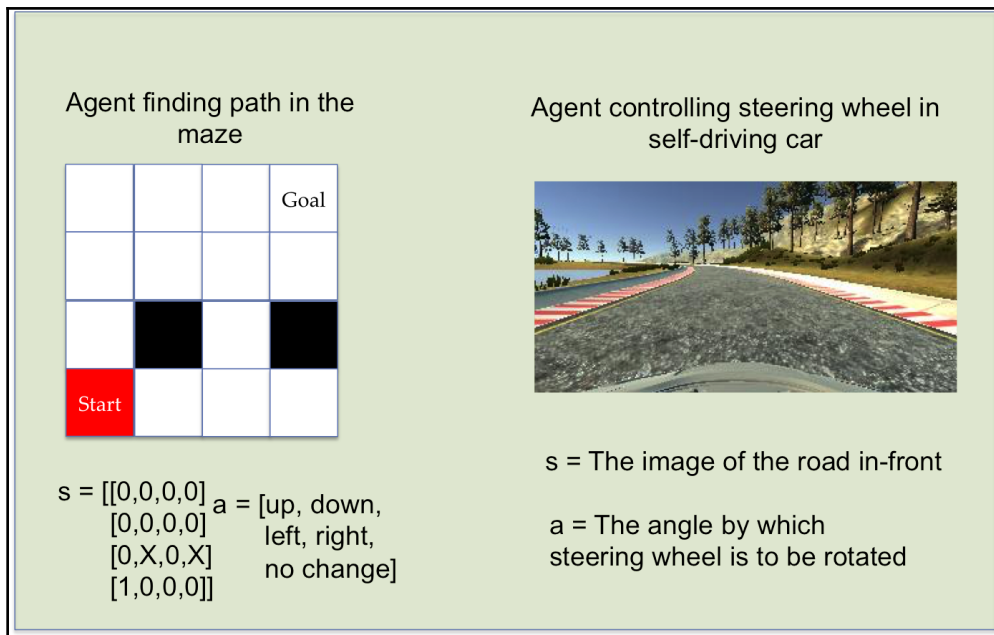 Agent finding path in the
maze
Goal
Start
s = [[0,0,0,0]
[0,0,0,0]
[0,X,0,X]
[1,0,0,0]]
a = [up, down,
left, right,
no change]
Agent controlling steering wheel in
self-driving car
s = The image of the road in-front
a = The angle by which
steering wheel is to be rotated